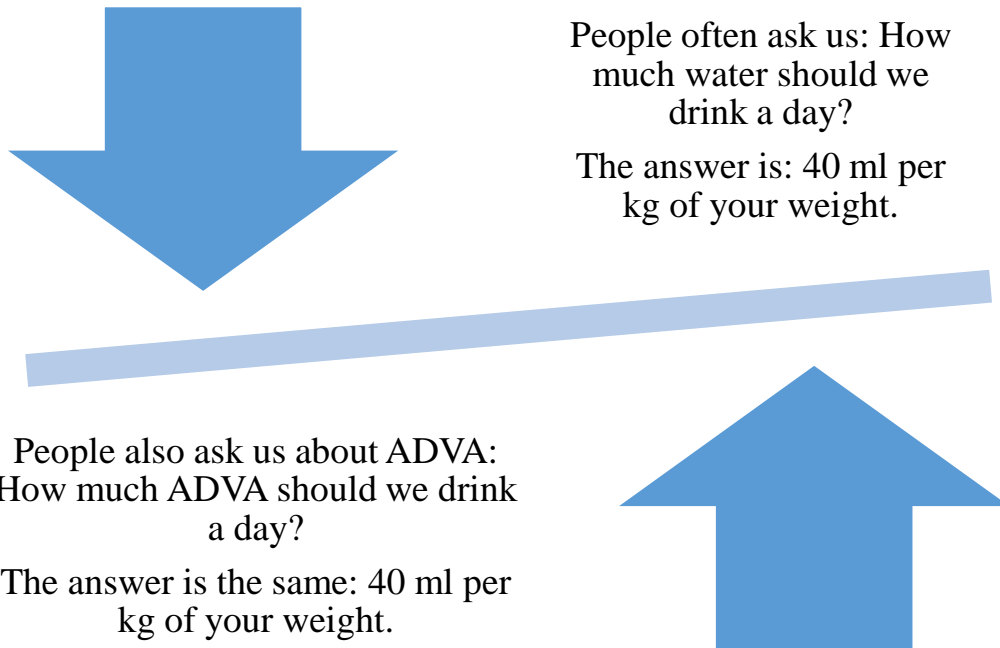 People often ask us: How
much water should we
drink a day?
The answer is: 40 ml per
kg of your weight.
People also ask us about ADVA:
How much ADVA should we drink
a day?
The answer is the same: 40 ml per
kg of your weight.